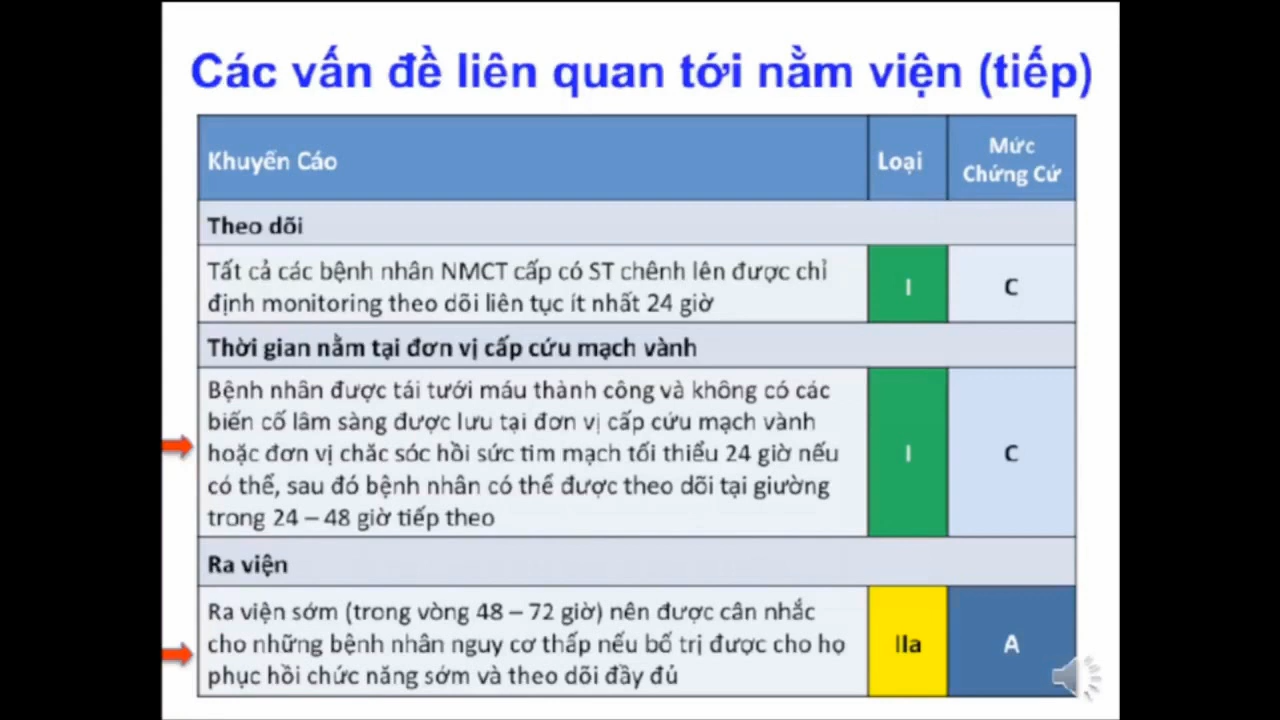 Các vấn đề liên quan tới nằm viện (tiếp)
Khuyến Cáo
Loại
Mức
Chứng Cứ
Theo dõi
Tất cả các bệnh nhân NMCT cấp có ST chênh lên được chỉ
định monitoring theo dõi liên tục ít nhất 24 giờ
I
C
Thời gian nằm tại đơn vị cấp cứu mạch vành
Bệnh nhân được tái tưới máu thành công và không có các
biến cố lâm sàng được lưu tại đơn vị cấp cứu mạch vành
hoặc đơn vị chăc sóc hồi sức tim mạch tối thiểu 24 giờ nếu
có thể, sau đó bệnh nhân có thể được theo dõi tại giường
trong 24 – 48 giờ tiếp theo
I
C
Ra viện
Ra viện sớm (trong vòng 48 – 72 giờ) nên được cân nhắc
cho những bệnh nhân nguy cơ thấp nếu bố trị được cho họ
phục hồi chức năng sớm và theo dõi đầy đủ
IIa
A